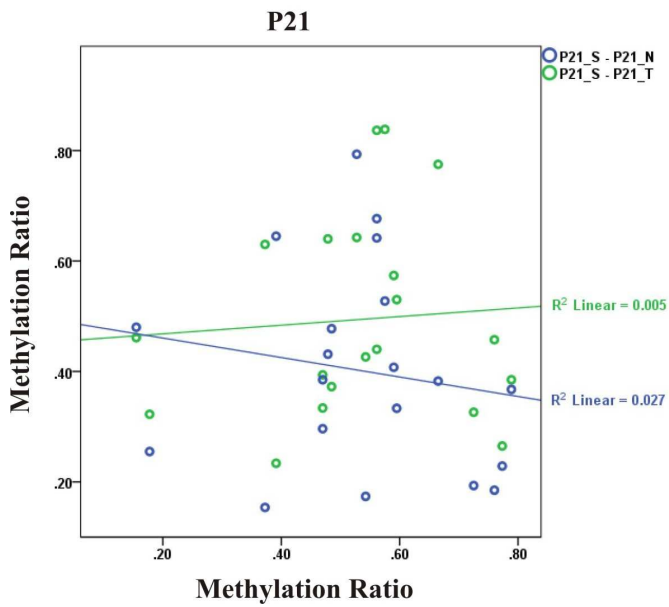 P21
P21_S - P21_N
P21_S - P21_T
Methylation Ratio
.80
.60
.40
.20
R² Linear = 0.005
R² Linear = 0.027
.20 .40 .60 .80
Methylation Ratio